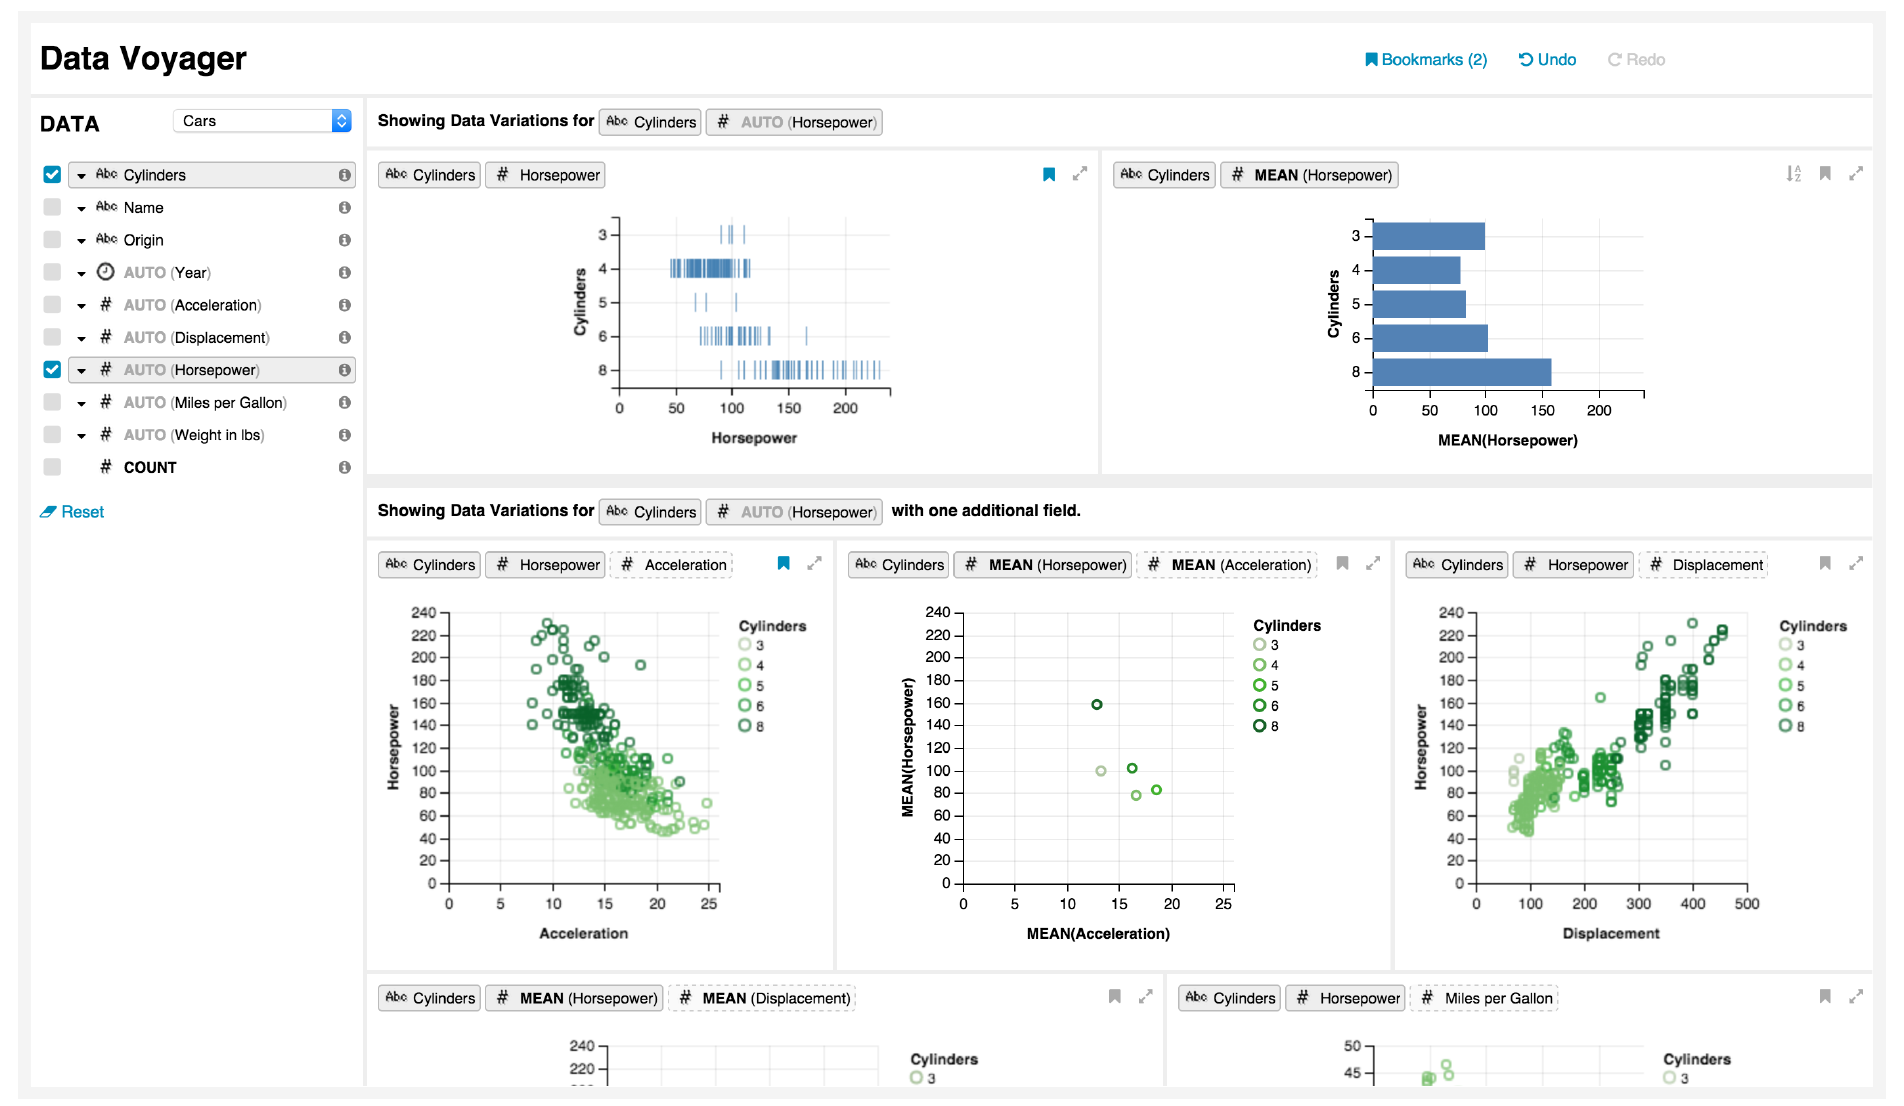 Data Voyager
Bookmarks (2) Undo Redo
DATA Cars
Abc Cylinders
Abc Name
Abc Origin
AUTO (Year)
# AUTO (Acceleration)
# AUTO (Displacement)
# AUTO (Horsepower)
# AUTO (Miles per Gallon)
# AUTO (Weight in lbs)
# COUNT
Reset
Showing Data Variations for Abc Cylinders # AUTO (Horsepower)
Abc Cylinders # Horsepower
Cylinders
3
4
5
6
8
0 50 100 150 200
Horsepower
Abc Cylinders # MEAN (Horsepower)
Cylinders
3
4
5
6
8
0 50 100 150 200
MEAN(Horsepower)
Showing Data Variations for Abc Cylinders # AUTO (Horsepower) with one additional field.
Abc Cylinders # Horsepower # Acceleration
Horsepower
240
220
200
180
160
140
120
100
80
60
40
20
0
0 5 10 15 20 25
Acceleration
Cylinders
3
4
5
6
8
Abc Cylinders # MEAN (Horsepower) # MEAN (Acceleration)
MEAN(Horsepower)
240
220
200
180
160
140
120
100
80
60
40
20
0
0 5 10 15 20 25
MEAN(Acceleration)
Cylinders
3
4
5
6
8
Abc Cylinders # Horsepower # Displacement
Horsepower
240
220
200
180
160
140
120
100
80
60
40
20
0
0 100 200 300 400 500
Displacement
Cylinders
3
4
5
6
8
Abc Cylinders # MEAN (Horsepower) # MEAN (Displacement)
240
220
Cylinders
3
Abc Cylinders # Horsepower # Miles per Gallon
50
45
Cylinders
3